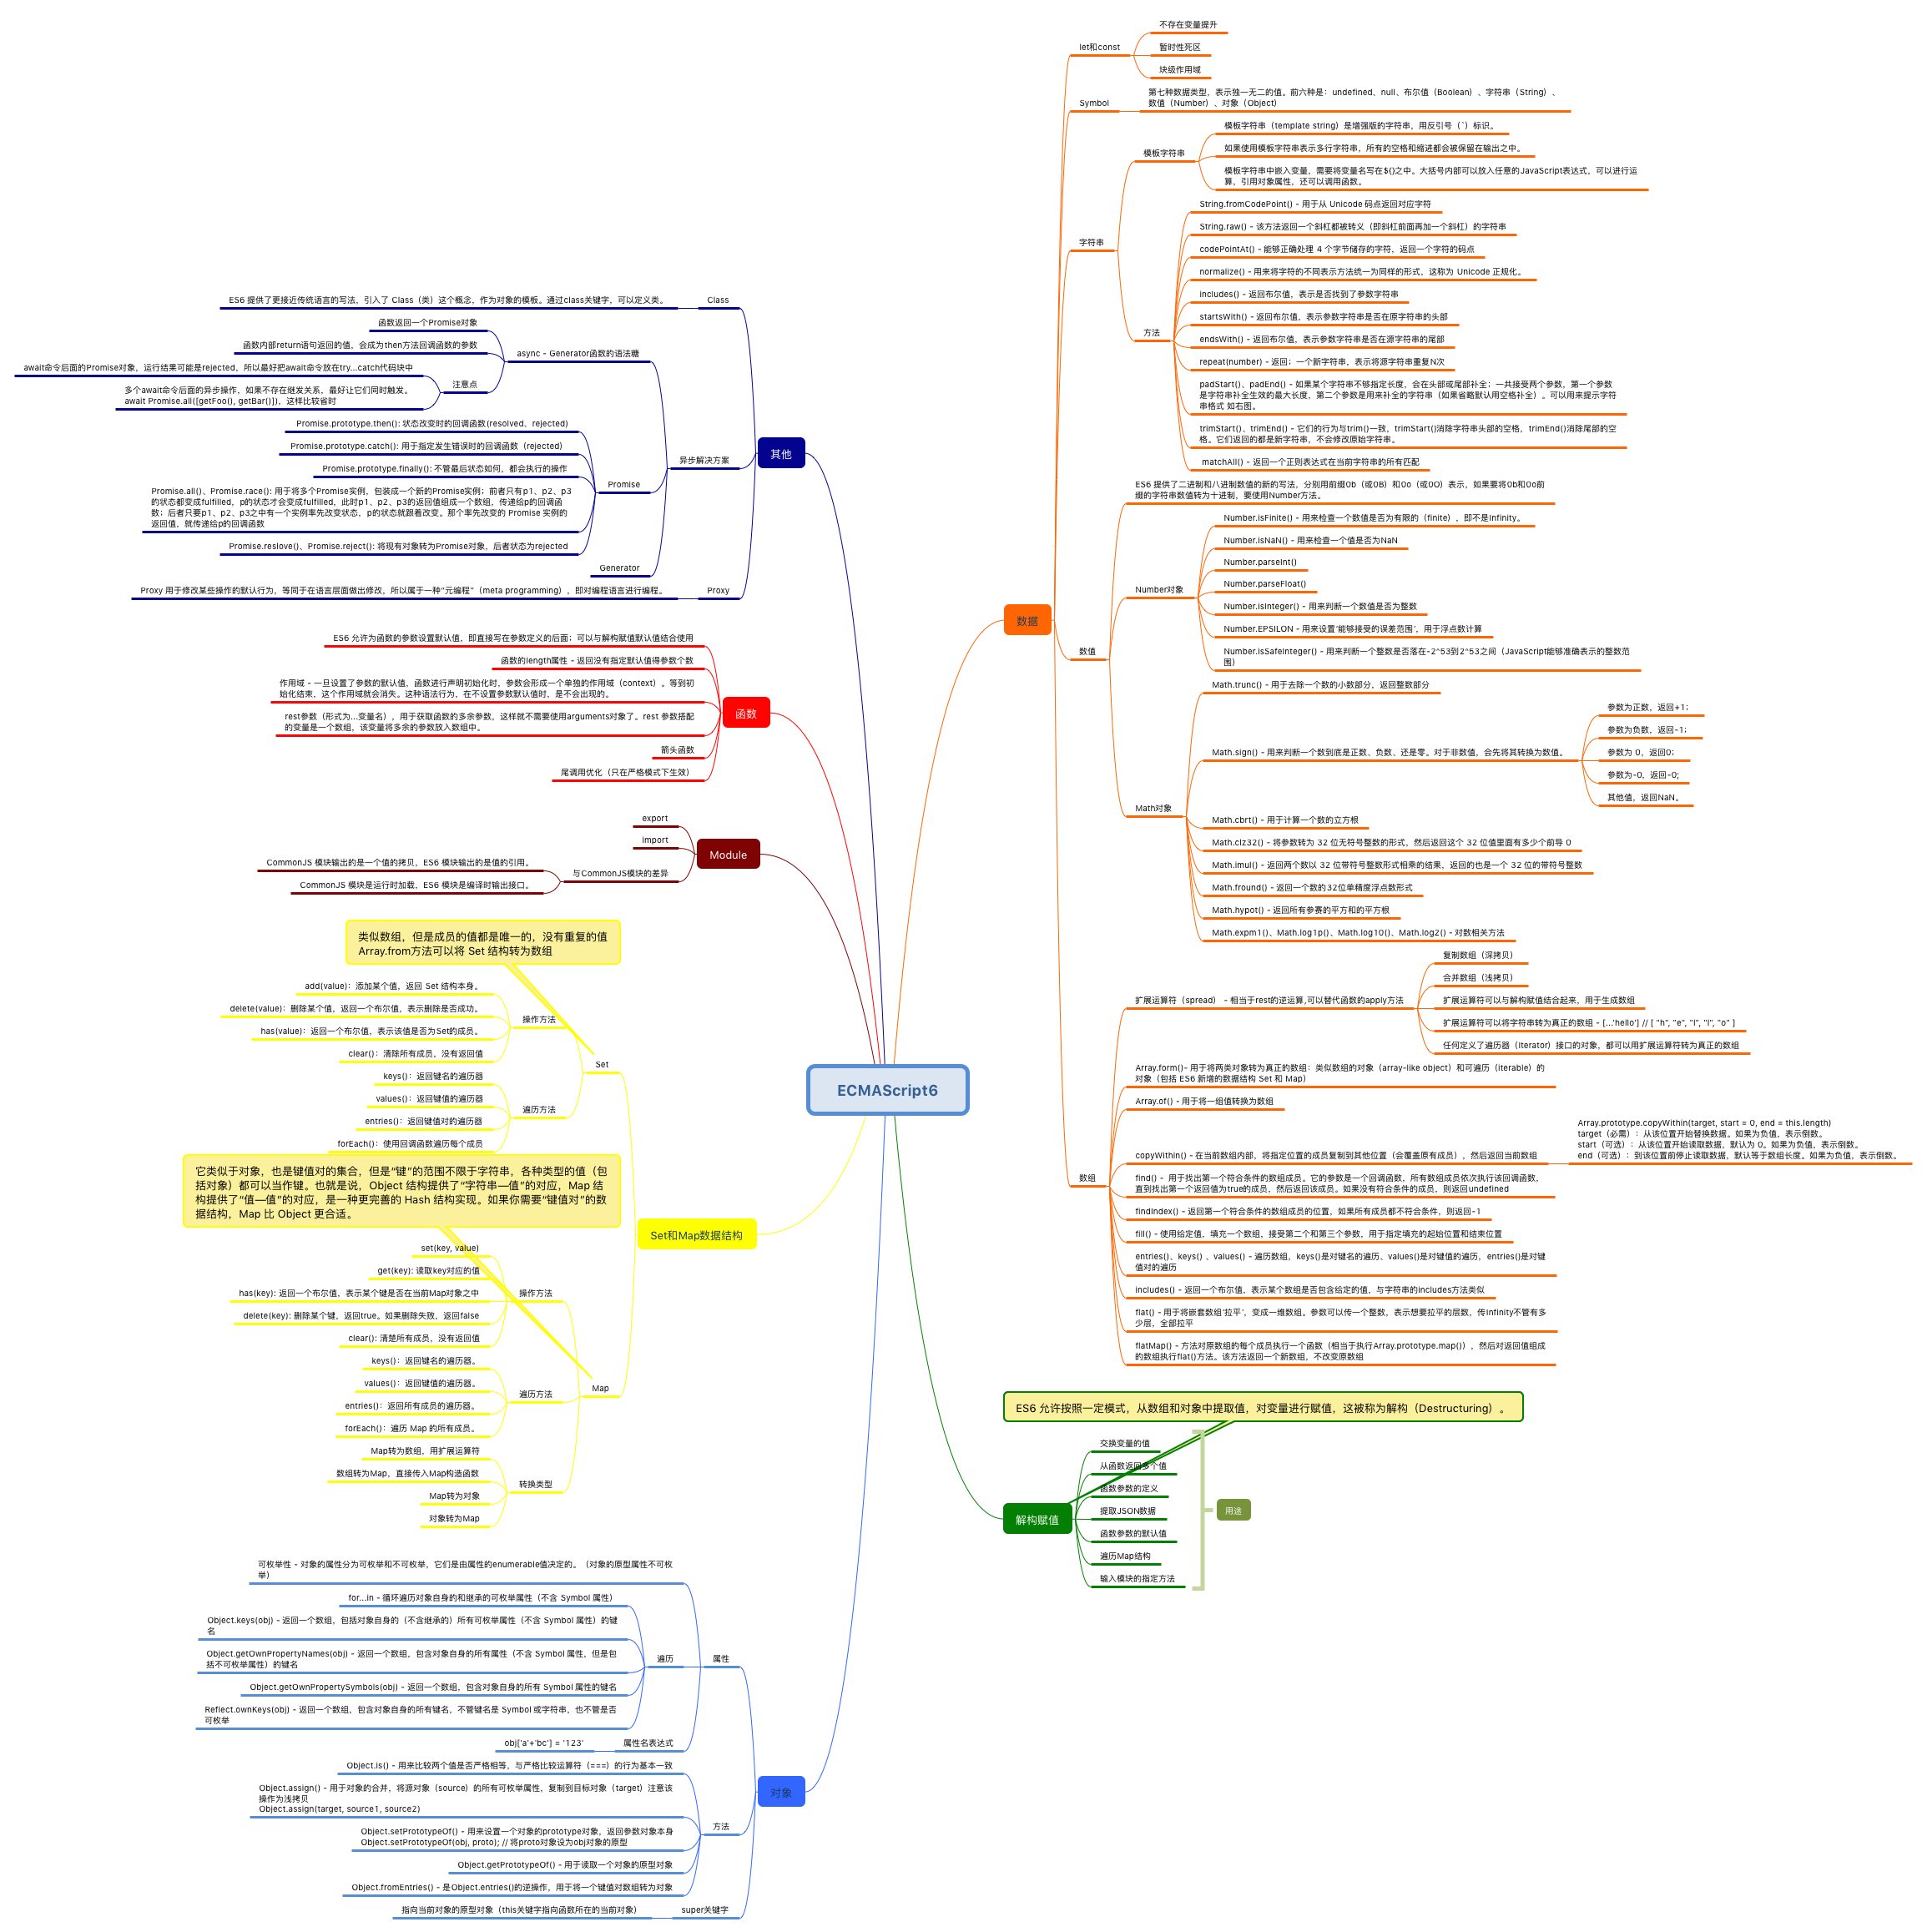 ECMAScript6
数据
let和const
不存在变量提升
暂时性死区
块级作用域
Symbol
第七种数据类型，表示独一无二的值。前六种是：undefined、null、布尔值（Boolean）、字符串（String）、
数值（Number）、对象（Object）
字符串
模板字符串
模板字符串（template string）是增强版的字符串，用反引号（`）标识。
如果使用模板字符串表示多行字符串，所有的空格和缩进都会被保留在输出之中。
模板字符串中嵌入变量，需要将变量名写在${}之中。大括号内部可以放入任意的JavaScript表达式，可以进行运
算，引用对象属性，还可以调用函数。
方法
String.fromCodePoint() - 用于从 Unicode 码点返回对应字符
String.raw() - 该方法返回一个斜杠都被转义（即斜杠前面再加一个斜杠）的字符串
codePointAt() - 能够正确处理 4 个字节储存的字符，返回一个字符的码点
normalize() - 用来将字符的不同表示方法统一为同样的形式，这称为 Unicode 正规化。
includes() - 返回布尔值，表示是否找到了参数字符串
startsWith() - 返回布尔值，表示参数字符串是否在原字符串的头部
endsWith() - 返回布尔值，表示参数字符串是否在源字符串的尾部
repeat(number) - 返回；一个新字符串，表示将源字符串重复N次
padStart()、padEnd() - 如果某个字符串不够指定长度，会在头部或尾部补全；一共接受两个参数，第一个参数
是字符串补全生效的最大长度，第二个参数是用来补全的字符串（如果省略默认用空格补全）。可以用来提示字符
串格式 如右图。
trimStart()、trimEnd() - 它们的行为与trim()一致，trimStart()消除字符串头部的空格，trimEnd()消除尾部的空
格。它们返回的都是新字符串，不会修改原始字符串。
matchAll() - 返回一个正则表达式在当前字符串的所有匹配
数值
ES6 提供了二进制和八进制数值的新的写法，分别用前缀0b（或0B）和0o（或0O）表示，如果要将0b和0o前
缀的字符串数值转为十进制，要使用Number方法。
Number对象
Number.isFinite() - 用来检查一个数值是否为有限的（finite），即不是Infinity。
Number.isNaN() - 用来检查一个值是否为NaN
Number.parseInt()
Number.parseFloat()
Number.isInteger() - 用来判断一个数值是否为整数
Number.EPSILON - 用来设置‘能够接受的误差范围’，用于浮点数计算
Number.isSafeInteger() - 用来判断一个整数是否落在-2^53到2^53之间（JavaScript能够准确表示的整数范
围）
Math对象
Math.trunc() - 用于去除一个数的小数部分，返回整数部分
Math.sign() - 用来判断一个数到底是正数、负数、还是零。对于非数值，会先将其转换为数值。
参数为正数，返回+1；
参数为负数，返回-1；
参数为 0，返回0；
参数为-0，返回-0;
其他值，返回NaN。
Math.cbrt() - 用于计算一个数的立方根
Math.clz32() - 将参数转为 32 位无符号整数的形式，然后返回这个 32 位值里面有多少个前导 0
Math.imul() - 返回两个数以 32 位带符号整数形式相乘的结果，返回的也是一个 32 位的带符号整数
Math.fround() - 返回一个数的32位单精度浮点数形式
Math.hypot() - 返回所有参赛的平方和的平方根
Math.expm1()、Math.log1p()、Math.log10()、Math.log2() - 对数相关方法
数组
扩展运算符（spread） - 相当于rest的逆运算,可以替代函数的apply方法
复制数组（深拷贝）
合并数组（浅拷贝）
扩展运算符可以与解构赋值结合起来，用于生成数组
扩展运算符可以将字符串转为真正的数组 - [...'hello'] // [ "h", "e", "l", "l", "o" ]
任何定义了遍历器（Iterator）接口的对象，都可以用扩展运算符转为真正的数组
Array.form()- 用于将两类对象转为真正的数组：类似数组的对象（array-like object）和可遍历（iterable）的
对象（包括 ES6 新增的数据结构 Set 和 Map）
Array.of() - 用于将一组值转换为数组
copyWithin() - 在当前数组内部，将指定位置的成员复制到其他位置（会覆盖原有成员），然后返回当前数组
Array.prototype.copyWithin(target, start = 0, end = this.length)
target（必需）：从该位置开始替换数据。如果为负值，表示倒数。
start（可选）：从该位置开始读取数据，默认为 0。如果为负值，表示倒数。
end（可选）：到该位置前停止读取数据，默认等于数组长度。如果为负值，表示倒数。
find() - 用于找出第一个符合条件的数组成员。它的参数是一个回调函数，所有数组成员依次执行该回调函数，
直到找出第一个返回值为true的成员，然后返回该成员。如果没有符合条件的成员，则返回undefined
findIndex() - 返回第一个符合条件的数组成员的位置，如果所有成员都不符合条件，则返回-1
fill() - 使用给定值，填充一个数组，接受第二个和第三个参数，用于指定填充的起始位置和结束位置
entries()、keys() 、values() - 遍历数组，keys()是对键名的遍历、values()是对键值的遍历，entries()是对键
值对的遍历
includes() - 返回一个布尔值，表示某个数组是否包含给定的值，与字符串的includes方法类似
flat() - 用于将嵌套数组‘拉平’，变成一维数组。参数可以传一个整数，表示想要拉平的层数，传Infinity不管有多
少层，全部拉平
flatMap() - 方法对原数组的每个成员执行一个函数（相当于执行Array.prototype.map()），然后对返回值组成
的数组执行flat()方法。该方法返回一个新数组，不改变原数组
解构赋值
ES6 允许按照一定模式，从数组和对象中提取值，对变量进行赋值，这被称为解构（Destructuring）。
交换变量的值
从函数返回多个值
函数参数的定义
提取JSON数据
函数参数的默认值
遍历Map结构
输入模块的指定方法
用途
其他
Class
ES6 提供了更接近传统语言的写法，引入了 Class（类）这个概念，作为对象的模板。通过class关键字，可以定义类。
异步解决方案
async - Generator函数的语法糖
函数返回一个Promise对象
函数内部return语句返回的值，会成为then方法回调函数的参数
注意点
await命令后面的Promise对象，运行结果可能是rejected，所以最好把await命令放在try...catch代码块中
多个await命令后面的异步操作，如果不存在继发关系，最好让它们同时触发。
await Promise.all([getFoo(), getBar()])，这样比较省时
Promise
Promise.prototype.then(): 状态改变时的回调函数(resolved、rejected)
Promise.prototype.catch(): 用于指定发生错误时的回调函数（rejected)
Promise.prototype.finally(): 不管最后状态如何，都会执行的操作
Promise.all()、Promise.race(): 用于将多个Promise实例，包装成一个新的Promise实例；前者只有p1、p2、p3
的状态都变成fulfilled，p的状态才会变成fulfilled，此时p1、p2、p3的返回值组成一个数组，传递给p的回调函
数；后者只要p1、p2、p3之中有一个实例率先改变状态，p的状态就跟着改变。那个率先改变的 Promise 实例的
返回值，就传递给p的回调函数
Promise.reslove()、Promise.reject(): 将现有对象转为Promise对象，后者状态为rejected
Generator
Proxy
Proxy 用于修改某些操作的默认行为，等同于在语言层面做出修改，所以属于一种“元编程”（meta programming），即对编程语言进行编程。
函数
ES6 允许为函数的参数设置默认值，即直接写在参数定义的后面；可以与解构赋值默认值结合使用
函数的length属性 - 返回没有指定默认值得参数个数
作用域 - 一旦设置了参数的默认值，函数进行声明初始化时，参数会形成一个单独的作用域（context）。等到初
始化结束，这个作用域就会消失。这种语法行为，在不设置参数默认值时，是不会出现的。
rest参数（形式为...变量名），用于获取函数的多余参数，这样就不需要使用arguments对象了。rest 参数搭配
的变量是一个数组，该变量将多余的参数放入数组中。
箭头函数
尾调用优化（只在严格模式下生效）
Module
export
import
与CommonJS模块的差异
CommonJS 模块输出的是一个值的拷贝，ES6 模块输出的是值的引用。
CommonJS 模块是运行时加载，ES6 模块是编译时输出接口。
Set和Map数据结构
类似数组，但是成员的值都是唯一的，没有重复的值
Array.from方法可以将 Set 结构转为数组
Set
操作方法
add(value)：添加某个值，返回 Set 结构本身。
delete(value)：删除某个值，返回一个布尔值，表示删除是否成功。
has(value)：返回一个布尔值，表示该值是否为Set的成员。
clear()：清除所有成员，没有返回值
遍历方法
keys()：返回键名的遍历器
values()：返回键值的遍历器
entries()：返回键值对的遍历器
forEach()：使用回调函数遍历每个成员
它类似于对象，也是键值对的集合，但是“键”的范围不限于字符串，各种类型的值（包
括对象）都可以当作键。也就是说，Object 结构提供了“字符串—值”的对应，Map 结
构提供了“值—值”的对应，是一种更完善的 Hash 结构实现。如果你需要“键值对”的数
据结构，Map 比 Object 更合适。
Map
操作方法
set(key, value)
get(key): 读取key对应的值
has(key): 返回一个布尔值，表示某个键是否在当前Map对象之中
delete(key): 删除某个键，返回true。如果删除失败，返回false
clear(): 清楚所有成员，没有返回值
遍历方法
keys()：返回键名的遍历器。
values()：返回键值的遍历器。
entries()：返回所有成员的遍历器。
forEach()：遍历 Map 的所有成员。
转换类型
Map转为数组，用扩展运算符
数组转为Map，直接传入Map构造函数
Map转为对象
对象转为Map
对象
属性
可枚举性 - 对象的属性分为可枚举和不可枚举，它们是由属性的enumerable值决定的。（对象的原型属性不可枚
举）
遍历
for...in - 循环遍历对象自身的和继承的可枚举属性（不含 Symbol 属性）
Object.keys(obj) - 返回一个数组，包括对象自身的（不含继承的）所有可枚举属性（不含 Symbol 属性）的键
名
Object.getOwnPropertyNames(obj) - 返回一个数组，包含对象自身的所有属性（不含 Symbol 属性，但是包
括不可枚举属性）的键名
Object.getOwnPropertySymbols(obj) - 返回一个数组，包含对象自身的所有 Symbol 属性的键名
Reflect.ownKeys(obj) - 返回一个数组，包含对象自身的所有键名，不管键名是 Symbol 或字符串，也不管是否
可枚举
属性名表达式
obj['a'+'bc'] = '123'
方法
Object.is() - 用来比较两个值是否严格相等，与严格比较运算符（===）的行为基本一致
Object.assign() - 用于对象的合并，将源对象（source）的所有可枚举属性，复制到目标对象（target）注意该
操作为浅拷贝
Object.assign(target, source1, source2)
Object.setPrototypeOf() - 用来设置一个对象的prototype对象，返回参数对象本身
Object.setPrototypeOf(obj, proto); // 将proto对象设为obj对象的原型
Object.getPrototypeOf() - 用于读取一个对象的原型对象
Object.fromEntries() - 是Object.entries()的逆操作，用于将一个键值对数组转为对象
super关键字
指向当前对象的原型对象（this关键字指向函数所在的当前对象）